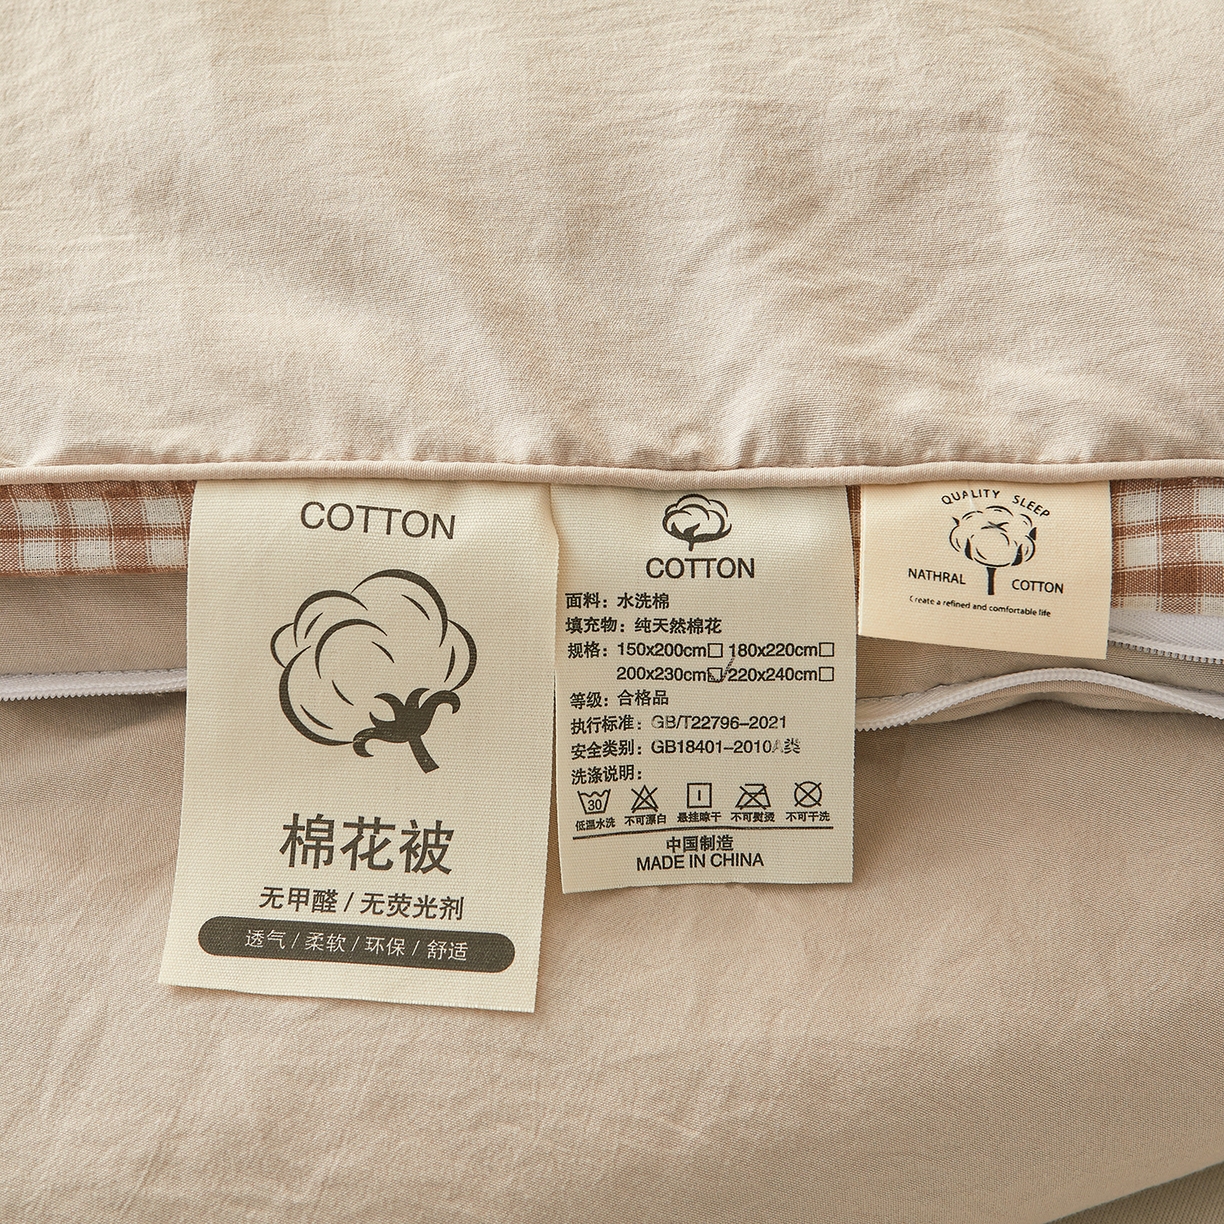 COTTON
棉花被
无甲醛 / 无荧光剂
透气 / 柔软 / 环保 / 舒适
COTTON
面料：水洗棉
填充物：纯天然棉花
规格：150x200cm□ 180x220cm□
200x230cm☑ 220x240cm□
等级：合格品
执行标准：GB/T22796–2021
安全类别：GB18401–2010A类
洗涤说明：
30
低温水洗 不可漂白 悬挂晾干 不可熨烫 不可干洗
中国制造
MADE IN CHINA
QUALITY SLEEP
NATHRAL COTTON
Create a refined and comfortable life